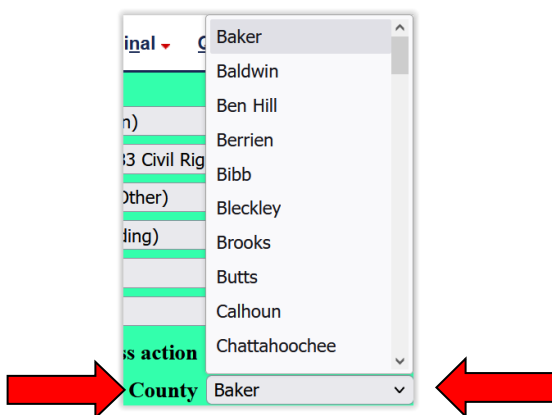 inal
Baker
Baldwin
Ben Hill
n)
Berrien
33 Civil Rig
Bibb
Other)
Bleckley
ding)
Brooks
Butts
Calhoun
ss action
Chattahoochee
County Baker